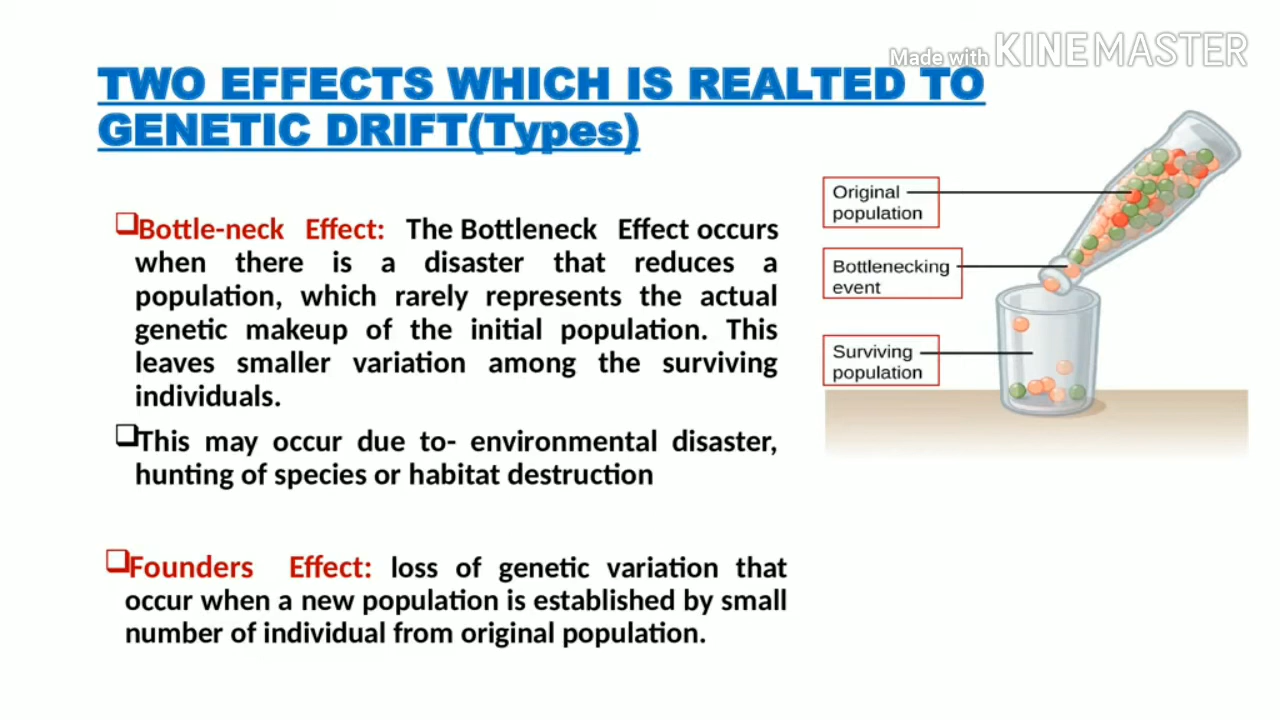 Made with KINEMASTER
TWO EFFECTS WHICH IS REALTED TO
GENETIC DRIFT(Types)
❑Bottle-neck Effect: The Bottleneck Effect occurs
when there is a disaster that reduces a
population, which rarely represents the actual
genetic makeup of the initial population. This
leaves smaller variation among the surviving
individuals.
❑This may occur due to- environmental disaster,
hunting of species or habitat destruction
❑Founders Effect: loss of genetic variation that
occur when a new population is established by small
number of individual from original population.
Original
population
Bottlenecking
event
Surviving
population